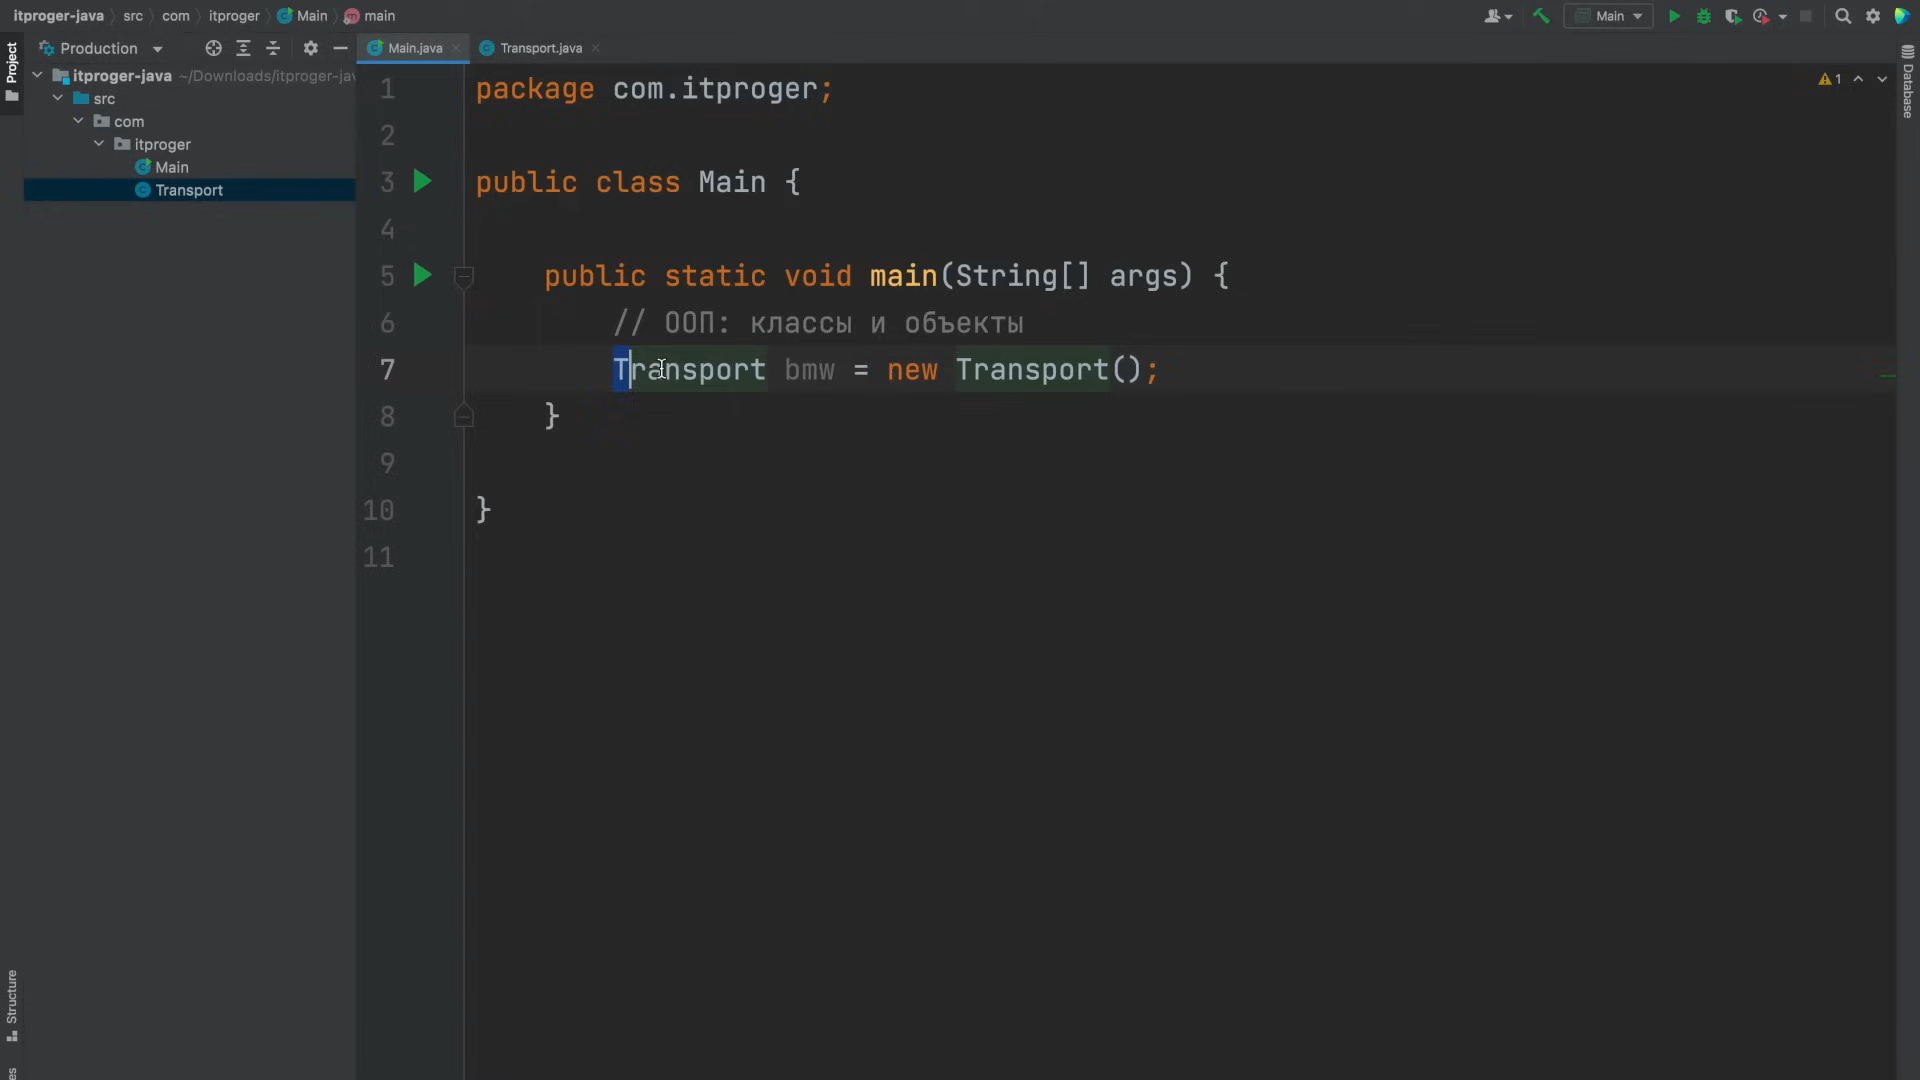 itproger-java src com itproger Main main
Main
Production
Main.java
Transport.java
Project
itproger-java ~/Downloads/itproger-jav
src
com
itproger
Main
Transport
1 package com.itproger;
2
3 public class Main {
4
5 public static void main(String[] args) {
6 // ООП: классы и объекты
7 Transport bmw = new Transport();
8 }
9
10 }
11
1
Database
Structure
es